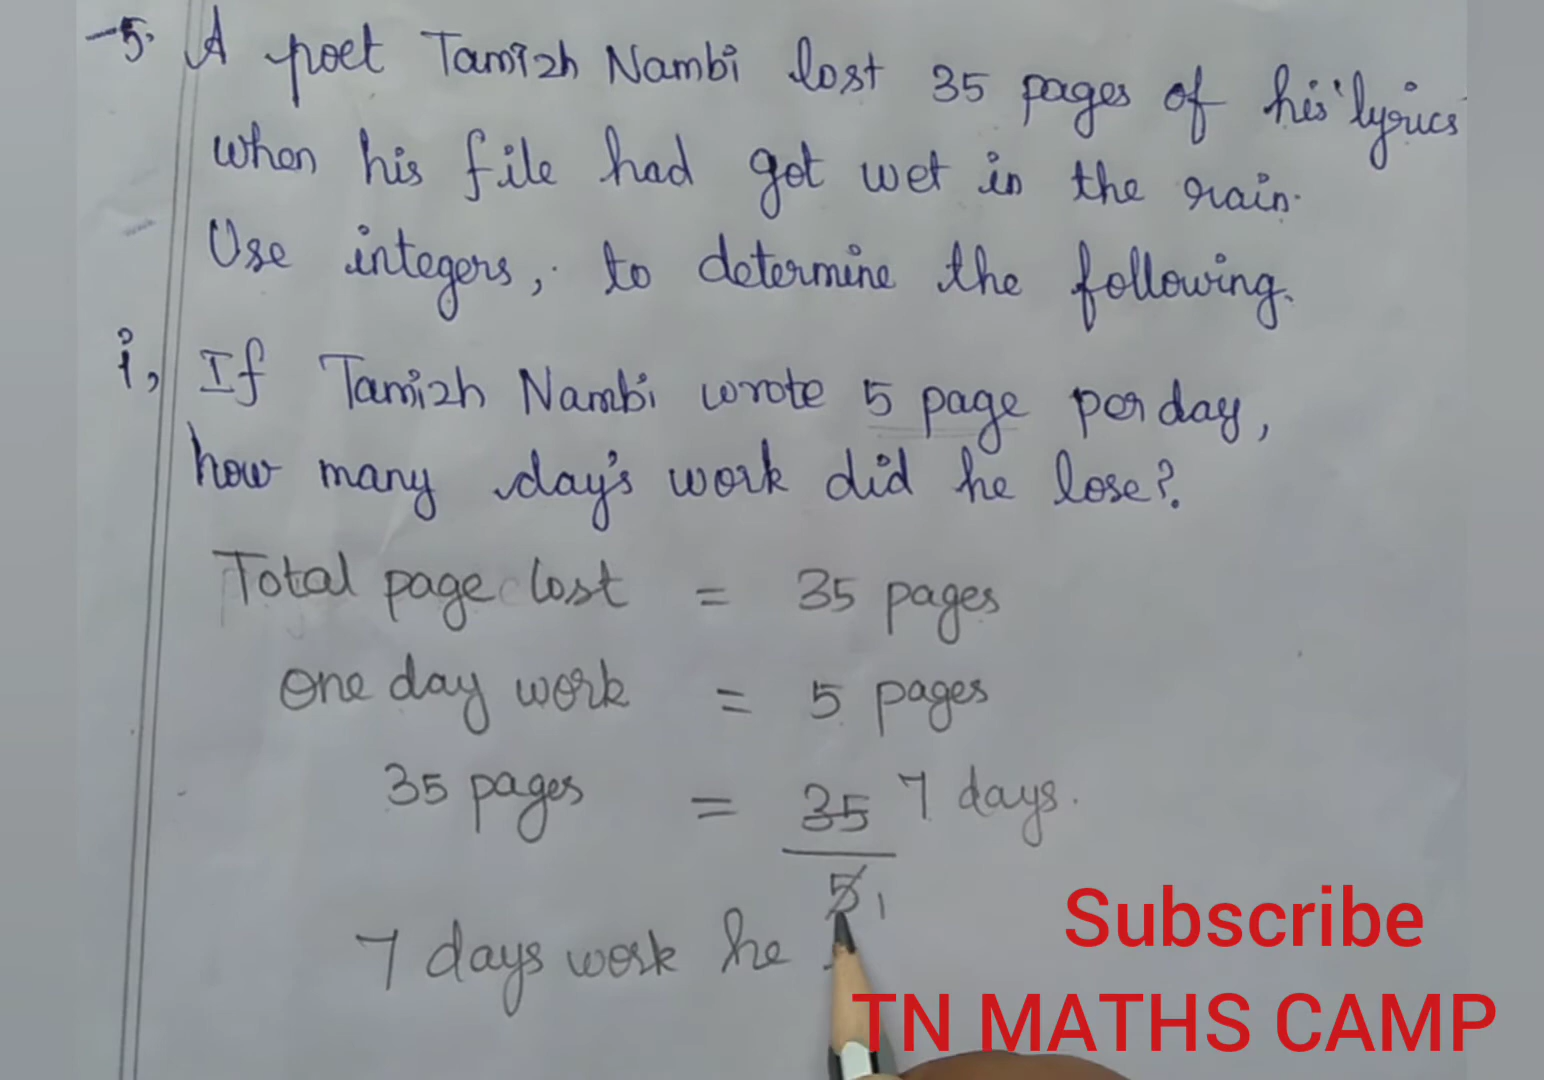 5. A poet Tamizh Nambi lost 35 pages of his 'lyrics
when his file had got wet in the rain.
Use integers, to determine the following.
i, If Tamizh Nambi wrote 5 page per day,
how many day's work did he lose?.
Total page lost = 35 pages
one day work = 5 pages
35 pages = 35 7 days.
5 1
7 days work he
Subscribe
TN MATHS CAMP